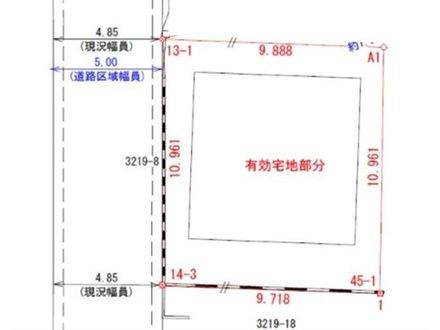 4.85
(現況幅員)
5.00
(道路区域幅員)
13-1
9.888
A1
3219-8
10.961
有効宅地部分
10.961
4.85
(現況幅員)
14-3
9.718
45-1
1
3219-18